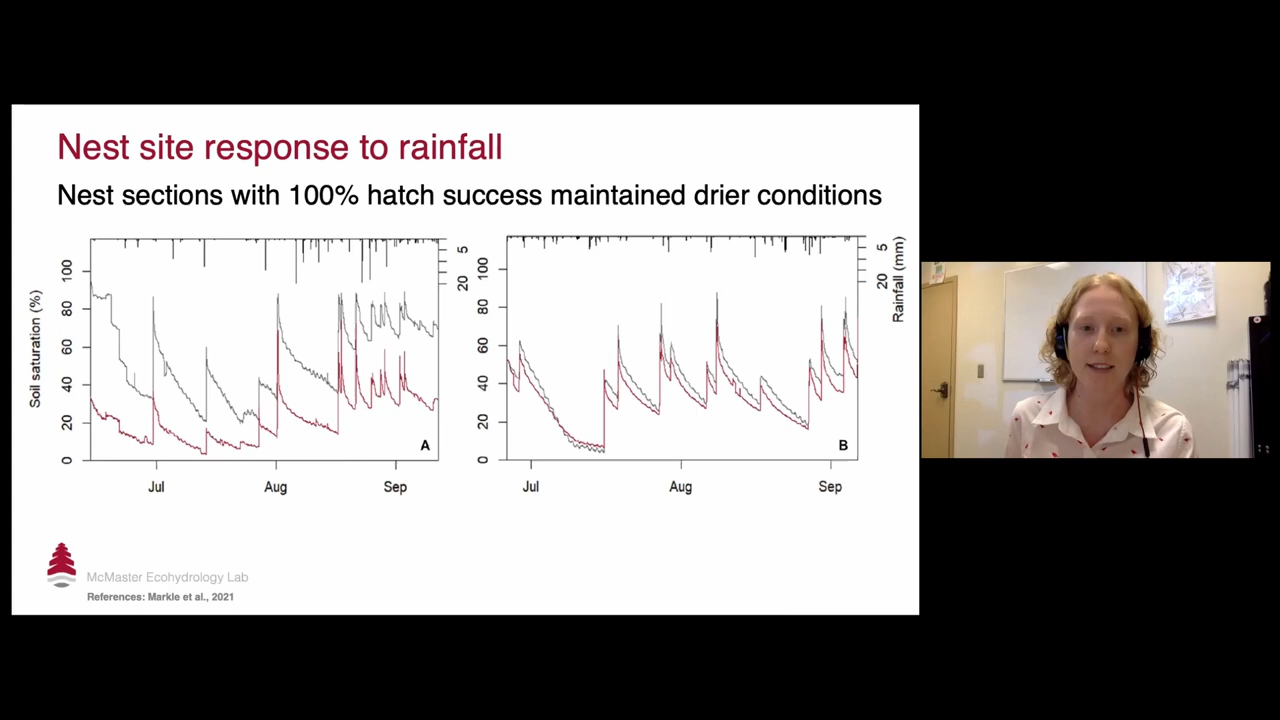 Nest site response to rainfall
Nest sections with 100% hatch success maintained drier conditions
Soil saturation (%)
100
80
60
40
20
0
5
20
A
Jul
Aug
Sep
100
80
60
40
20
0
5
20
Rainfall (mm)
B
Jul
Aug
Sep
McMaster Ecohydrology Lab
References: Markle et al., 2021